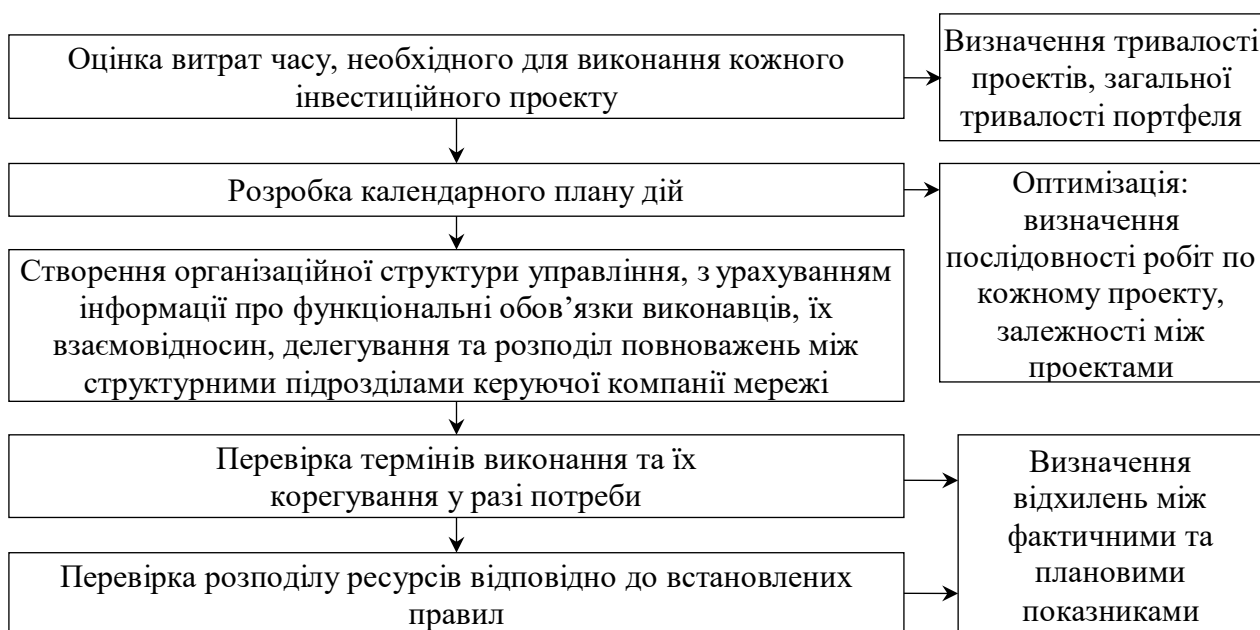 Оцінка витрат часу, необхідного для виконання кожного
інвестиційного проекту
Визначення тривалості
проектів, загальної
тривалості портфеля
Розробка календарного плану дій
Оптимізація:
визначення
послідовності робіт по
кожному проекту,
залежності між
проектами
Створення організаційної структури управління, з урахуванням
інформації про функціональні обов’язки виконавців, їх
взаємовідносин, делегування та розподіл повноважень між
структурними підрозділами керуючої компанії мережі
Перевірка термінів виконання та їх
корегування у разі потреби
Визначення
відхилень між
фактичними та
плановими
показниками
Перевірка розподілу ресурсів відповідно до встановлених
правил